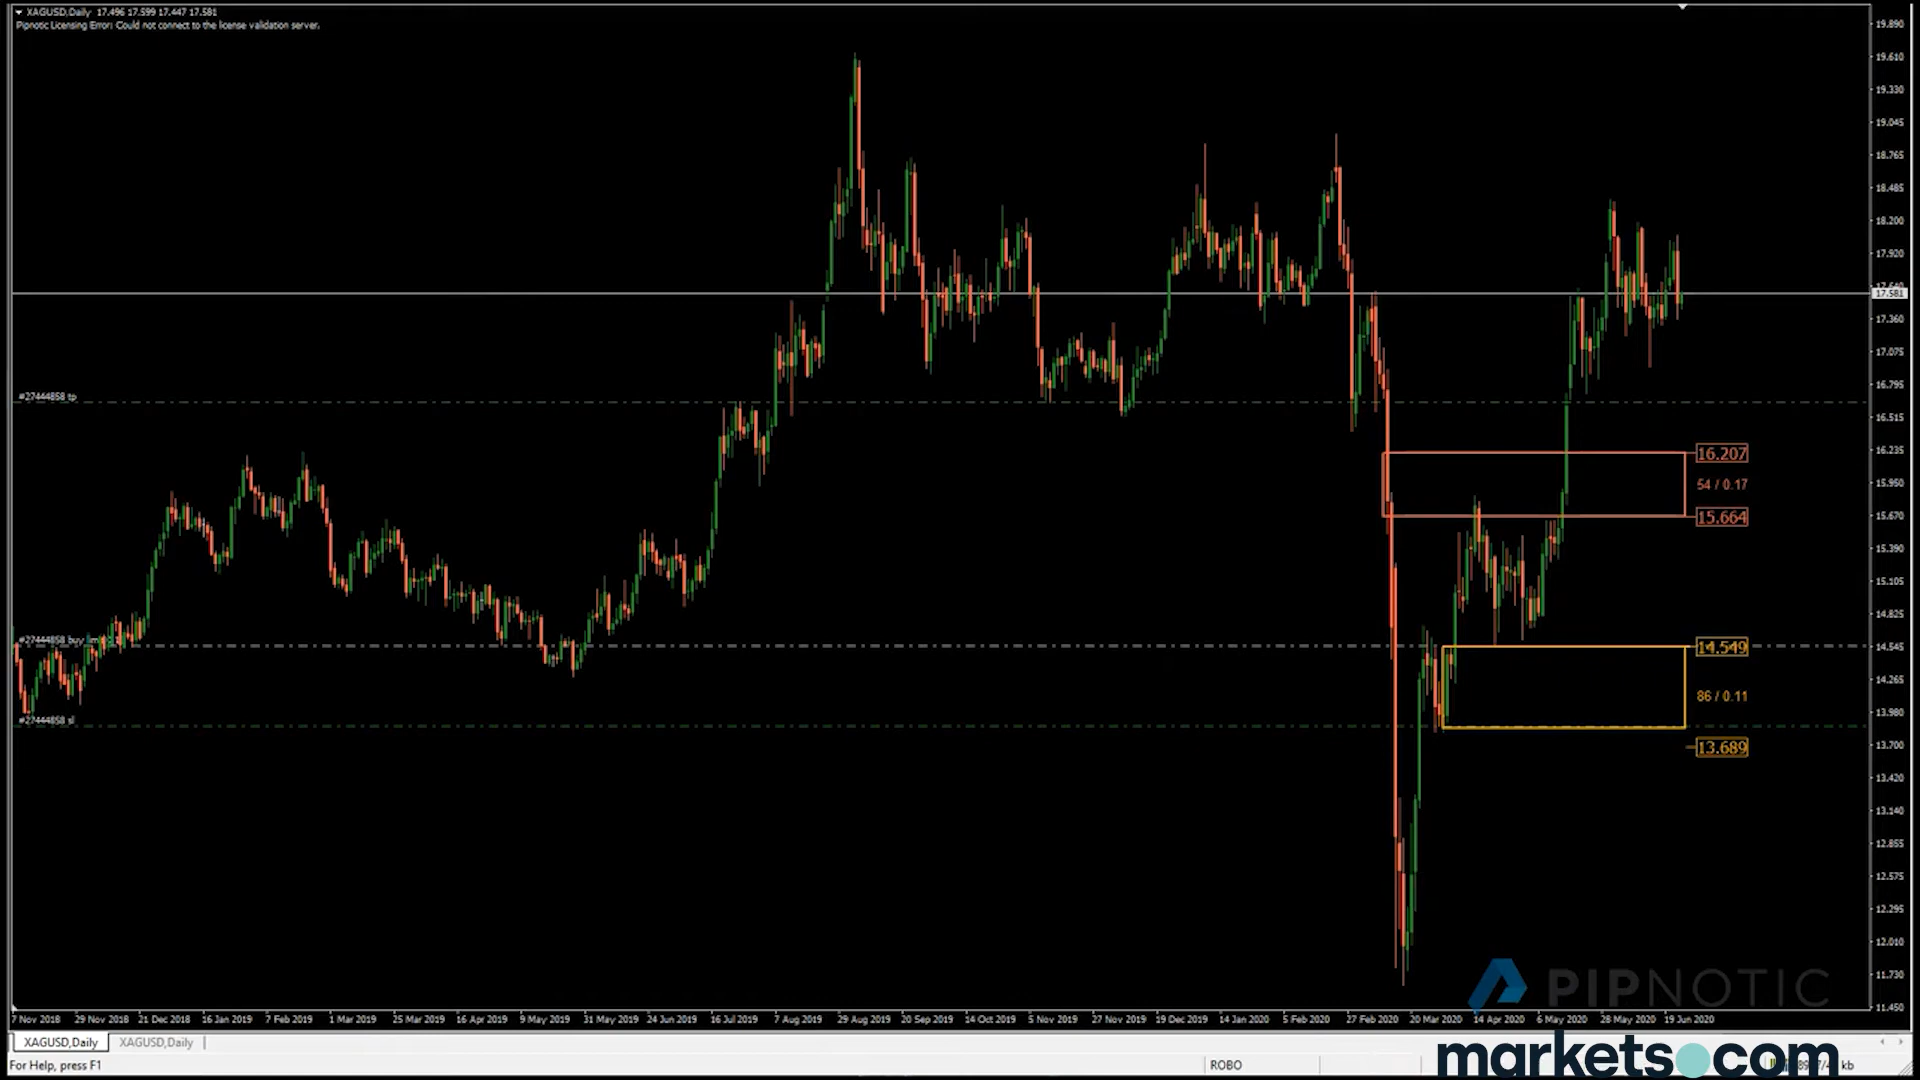 XAGUSD,Daily 17.496 17.599 17.447 17.581
Pipnotic Licensing Error: Could not connect to the license validation server.
19.890
19.610
19.330
19.045
18.765
18.485
18.200
17.920
17.581
17.360
17.075
16.795
#27444858 tp
16.515
16.207
16.235
54 / 0.17
15.950
15.664
15.670
15.390
15.105
14.825
#27444858 buy
14.549
14.545
14.265
86 / 0.11
#27444858 sl
13.980
13.689
13.700
13.420
13.140
12.855
12.575
12.295
12.010
11.730
PIPNOTIC
11.450
7 Nov 2018 29 Nov 2018 21 Dec 2018 16 Jan 2019 7 Feb 2019 1 Mar 2019 25 Mar 2019 16 Apr 2019 9 May 2019 31 May 2019 24 Jun 2019 16 Jul 2019 7 Aug 2019 29 Aug 2019 20 Sep 2019 14 Oct 2019 5 Nov 2019 27 Nov 2019 19 Dec 2019 14 Jan 2020 5 Feb 2020 27 Feb 2020 20 Mar 2020 14 Apr 2020 6 May 2020 28 May 2020 19 Jun 2020
XAGUSD,Daily XAGUSD,Daily
For Help, press F1 ROBO kb
markets.com